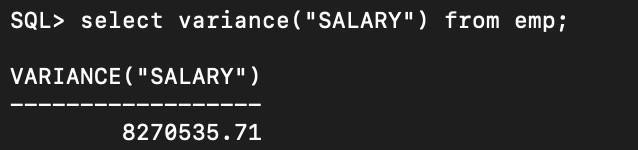 SQL> select variance("SALARY") from emp;
VARIANCE("SALARY")
------------------
8270535.71